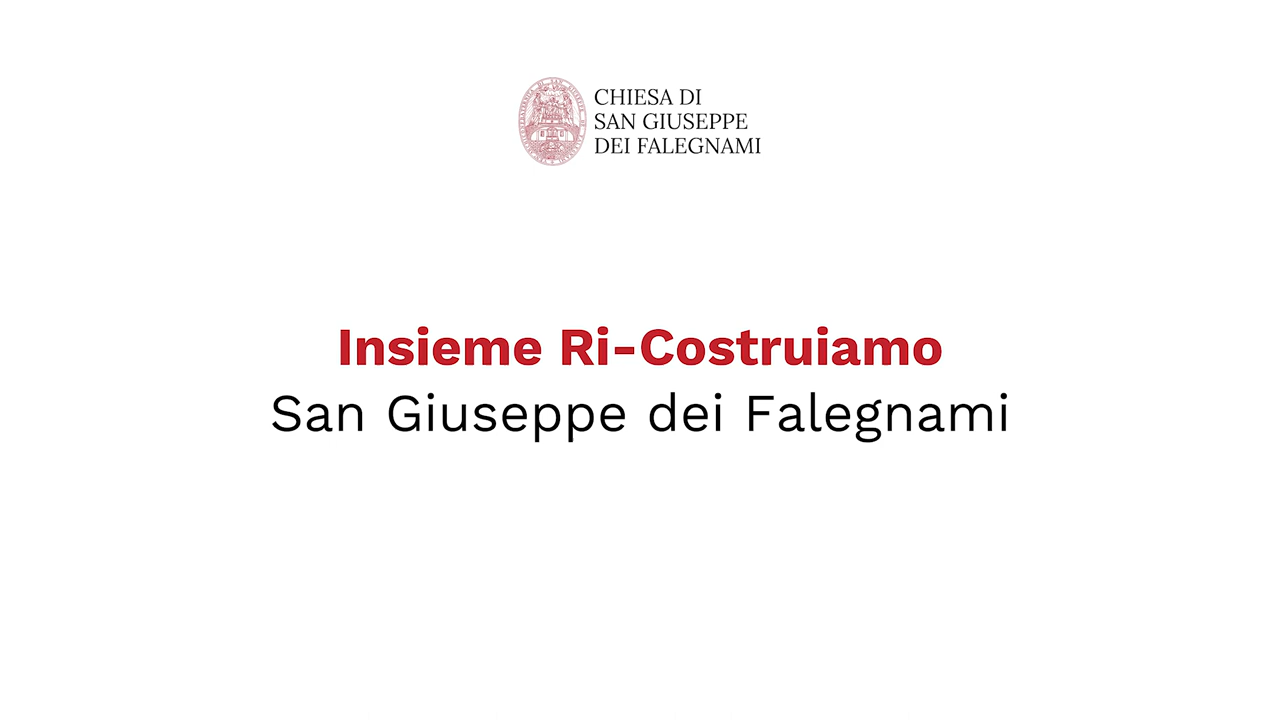 CHIESA DI
SAN GIUSEPPE
DEI FALEGNAMI
Insieme Ri-Costruiamo
San Giuseppe dei Falegnami